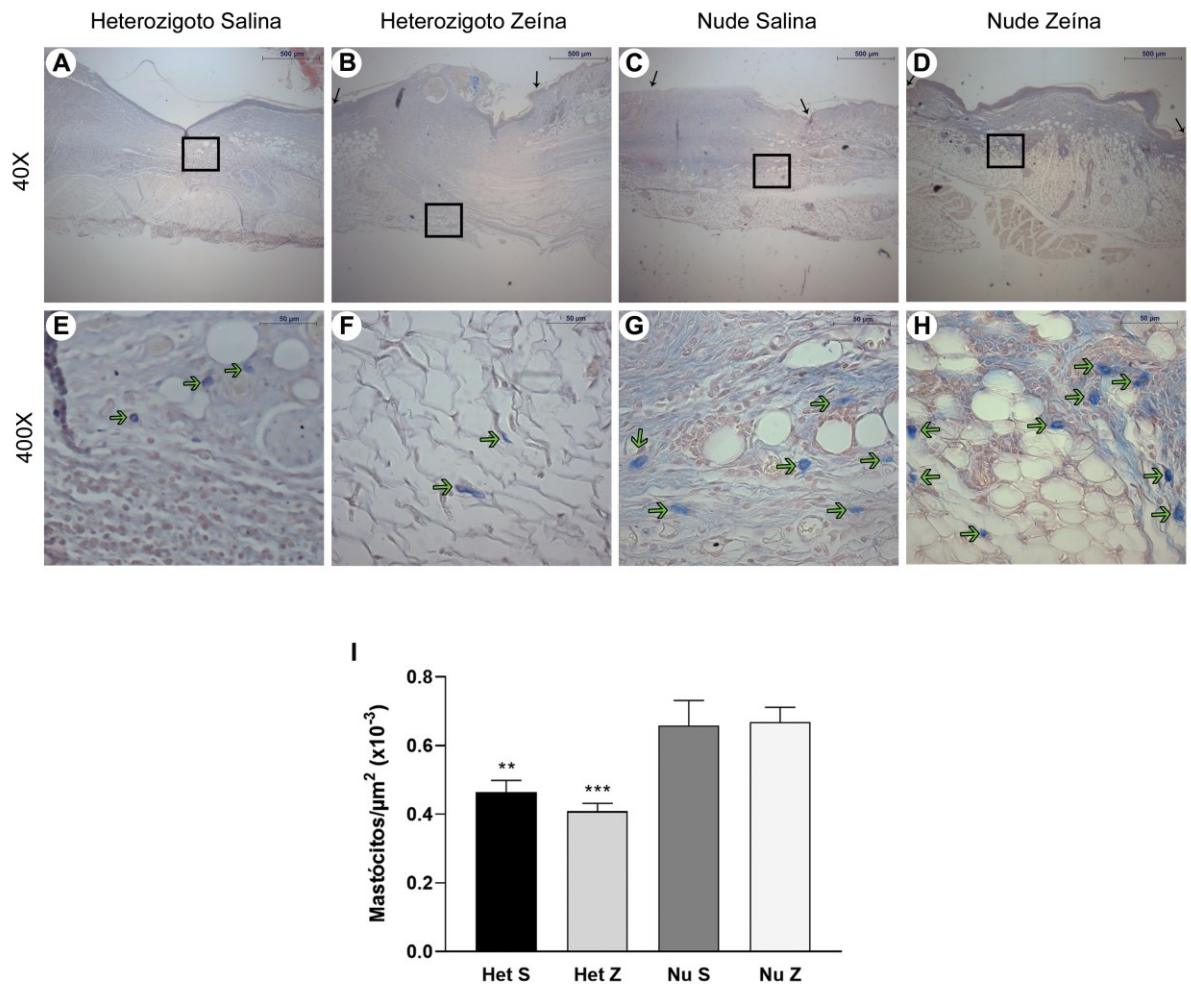 Heterozigoto Salina
Heterozigoto Zeína
Nude Salina
Nude Zeína
40X
A
500 µm
B
500 µm
C
500 µm
D
500 µm
400X
E
50 µm
F
50 µm
G
50 µm
H
50 µm
I
Mastócitos/µm² (x10⁻³)
0.8
0.6
0.4
0.2
0.0
**
***
Het S
Het Z
Nu S
Nu Z